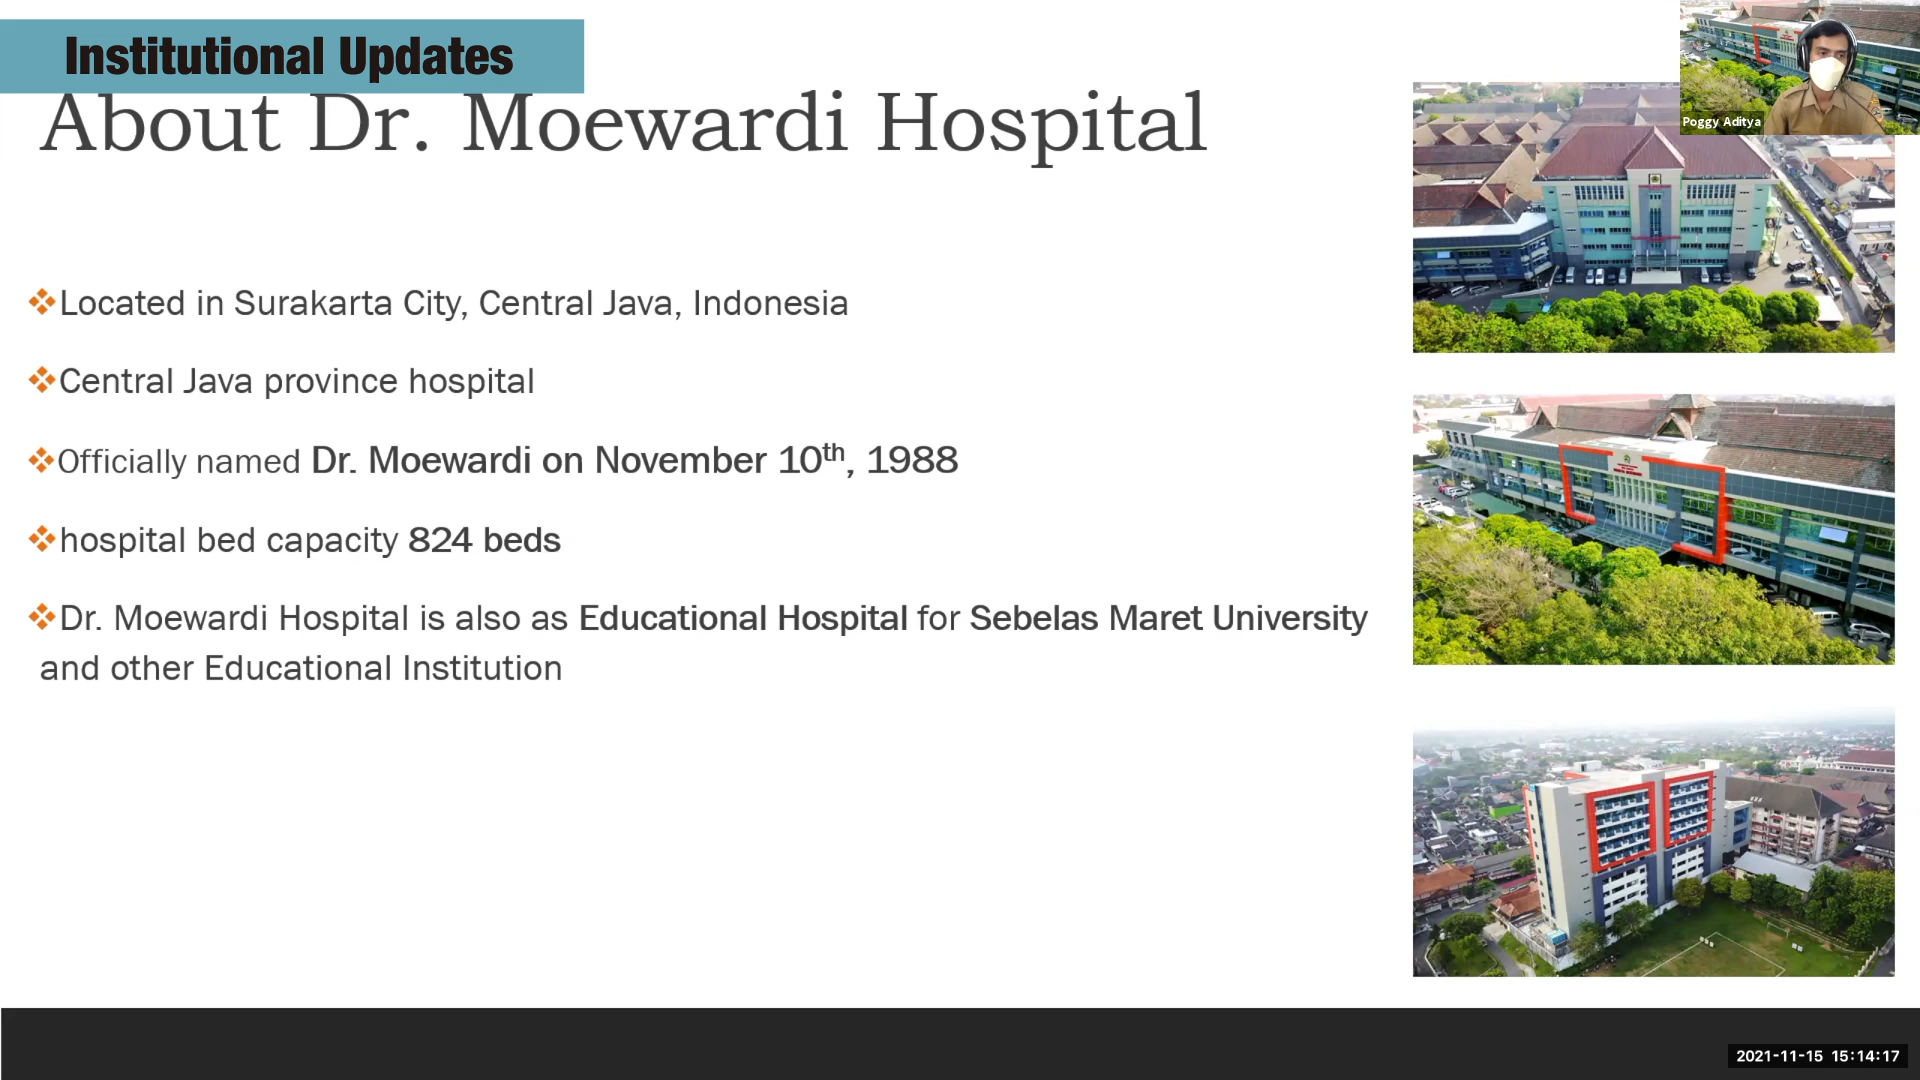 Institutional Updates
About Dr. Moewardi Hospital
Poggy Aditya
❖Located in Surakarta City, Central Java, Indonesia
❖Central Java province hospital
❖Officially named Dr. Moewardi on November 10th, 1988
❖hospital bed capacity 824 beds
❖Dr. Moewardi Hospital is also as Educational Hospital for Sebelas Maret University
and other Educational Institution
2021-11-15 15:14:17